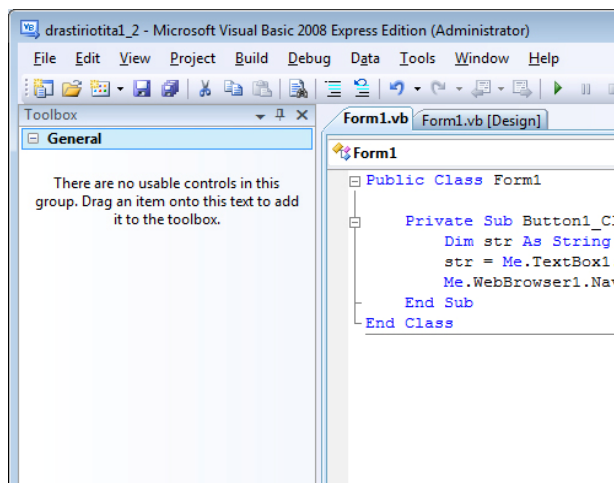 drastiriotita1_2 - Microsoft Visual Basic 2008 Express Edition (Administrator)
File Edit View Project Build Debug Data Tools Window Help
Toolbox
General
There are no usable controls in this
group. Drag an item onto this text to add
it to the toolbox.
Form1.vb Form1.vb [Design]
Form1
Public Class Form1
Private Sub Button1_C
Dim str As String
str = Me.TextBox1
Me.WebBrowser1.Nav
End Sub
End Class